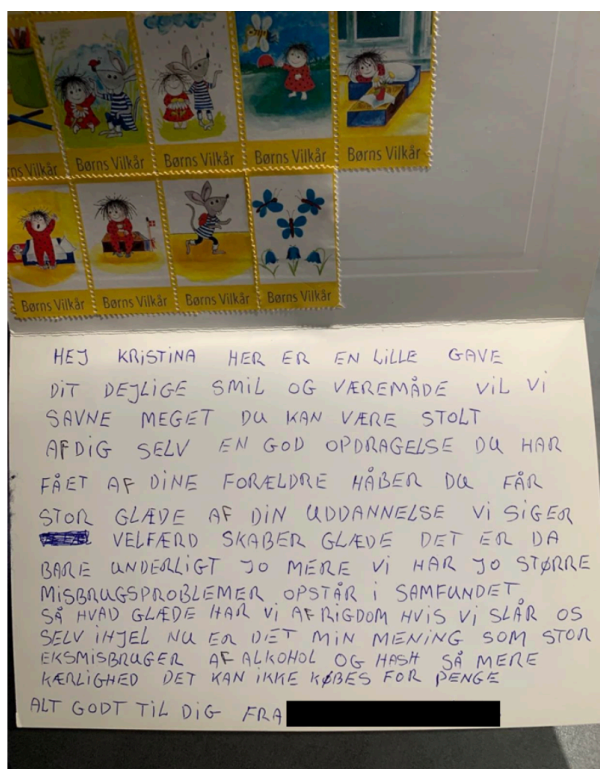 Børns Vilkår Børns Vilkår Børns Vilkår Børns Vilkår Børns Vilkår
Børns Vilkår Børns Vilkår Børns Vilkår Børns Vilkår
HEJ KRISTINA HER ER EN LILLE GAVE
DIT DEJLIGE SMIL OG VÆREMÅDE VIL VI
SAVNE MEGET DU KAN VÆRE STOLT
AF DIG SELV EN GOD OPDRAGELSE DU HAR
FÅET AF DINE FORÆLDRE HÅBER DU FÅR
STOR GLÆDE AF DIN UDDANNELSE VI SIGER
VELFÆRD SKABER GLÆDE DET ER DA
BARE UNDERLIGT JO MERE VI HAR JO STØRRE
MISBRUGSPROBLEMER OPSTÅR I SAMFUNDET
SÅ HVAD GLÆDE HAR VI AF RIGDOM HVIS VI SLÅR OS
SELV IHJEL NU ER DET MIN MENING SOM STOR
EKSMISBRUGER AF ALKOHOL OG HASH SÅ MERE
KÆRLIGHED DET KAN IKKE KØBES FOR PENGE
ALT GODT TIL DIG FRA